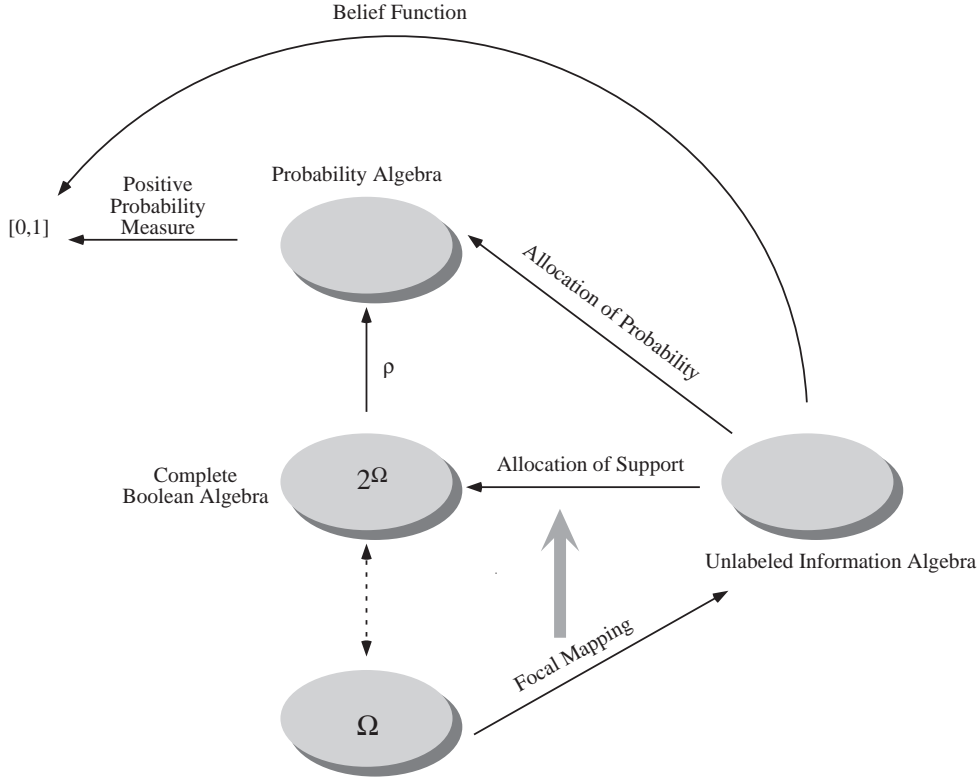 Belief Function
Probability Algebra
Positive
Probability
Measure
[0,1]
Allocation of Probability
ρ
Complete
Boolean Algebra
2^Ω
Allocation of Support
Unlabeled Information Algebra
Focal Mapping
Ω